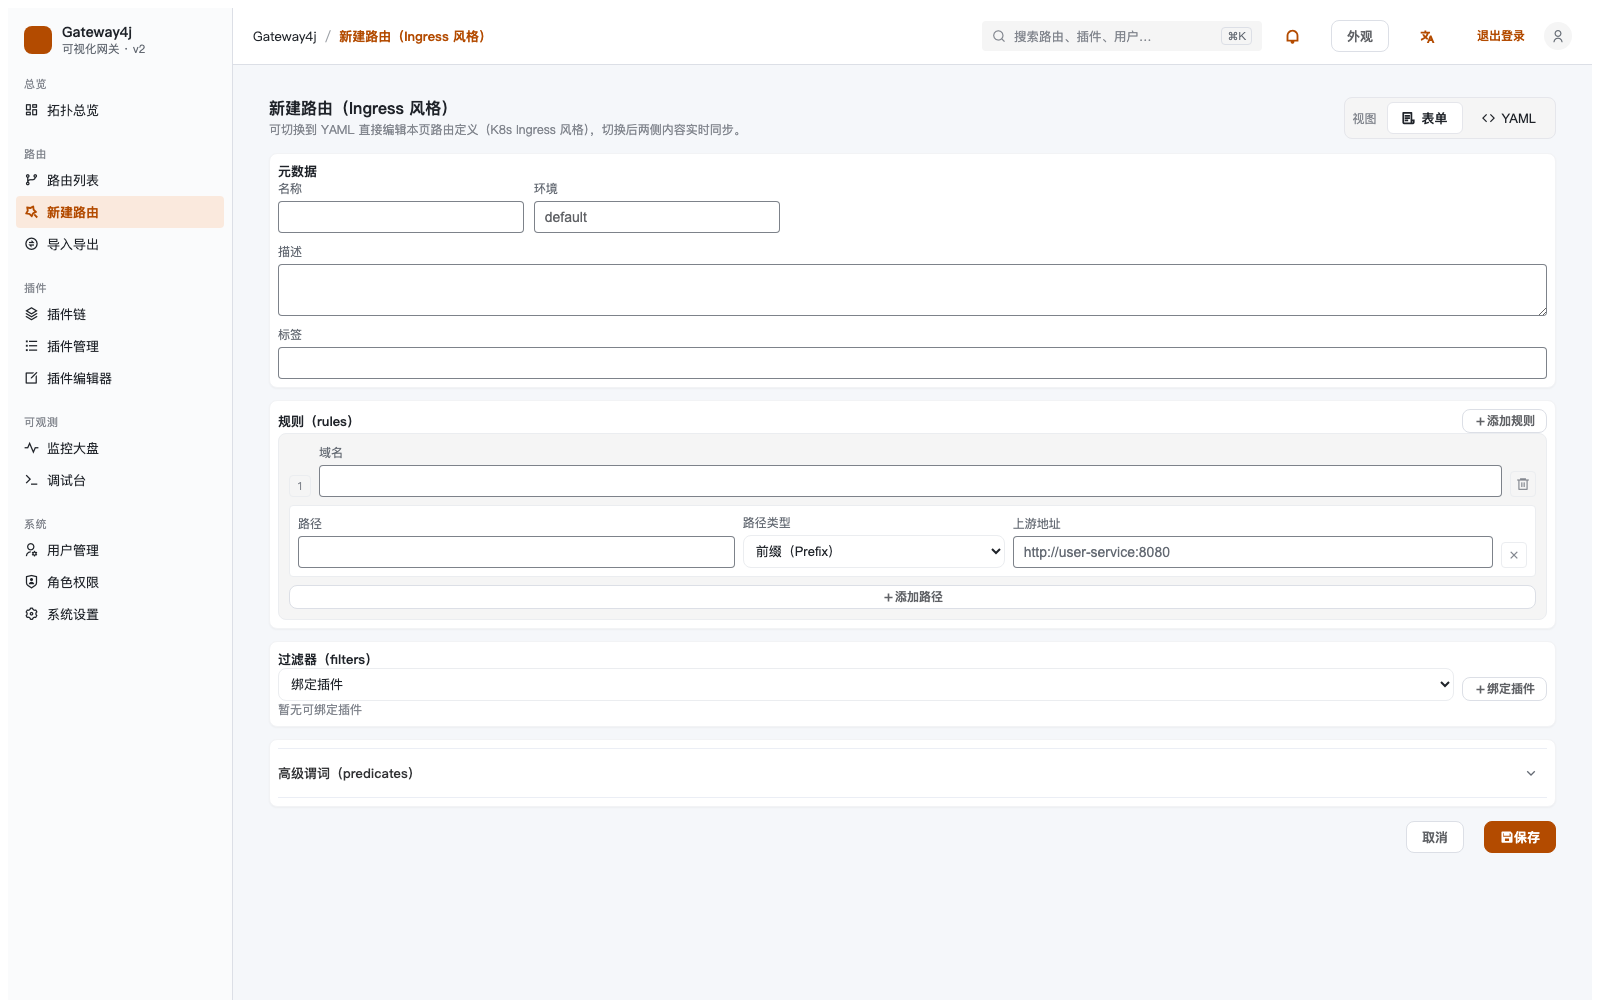 Gateway4j
可视化网关 · v2
总览
拓扑总览
路由
路由列表
新建路由
导入导出
插件
插件链
插件管理
插件编辑器
可观测
监控大盘
调试台
系统
用户管理
角色权限
系统设置
Gateway4j / 新建路由（Ingress 风格）
搜索路由、插件、用户... ⌘K
外观
退出登录
新建路由（Ingress 风格）
可切换到 YAML 直接编辑本页路由定义（K8s Ingress 风格），切换后两侧内容实时同步。
视图 表单 YAML
元数据
名称 环境
default
描述
标签
规则（rules）
+添加规则
域名
1
路径 路径类型 上游地址
前缀（Prefix） http://user-service:8080
+添加路径
过滤器（filters）
绑定插件
+绑定插件
暂无可绑定插件
高级谓词（predicates）
取消
保存